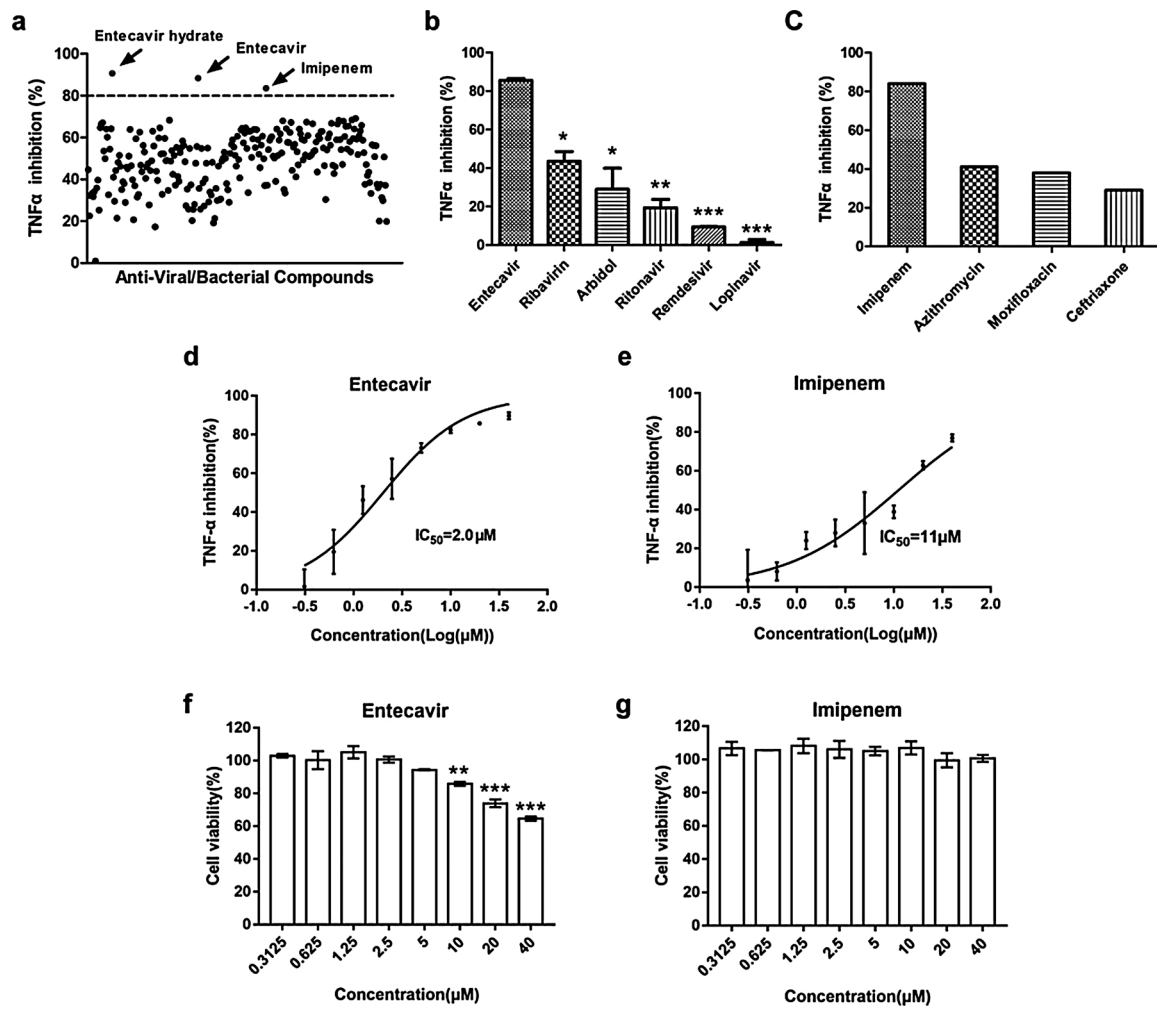 a
Entecavir hydrate
Entecavir
Imipenem
TNFα inhibition (%)
100
80
60
40
20
0
Anti-Viral/Bacterial Compounds
b
TNFα inhibition (%)
100
80
60
40
20
0
*
*
**
***
***
Entecavir
Ribavirin
Arbidol
Ritonavir
Remdesivir
Lopinavir
C
TNFα inhibition (%)
100
80
60
40
20
0
Imipenem
Azithromycin
Moxifloxacin
Ceftriaxone
d
Entecavir
TNF-α inhibition(%)
100
80
60
40
20
0
IC50=2.0µM
-1.0 -0.5 0.0 0.5 1.0 1.5 2.0
Concentration(Log(µM))
e
Imipenem
TNF-α inhibition(%)
100
80
60
40
20
0
IC50=11µM
-1.0 -0.5 0.0 0.5 1.0 1.5 2.0
Concentration(Log(µM))
f
Entecavir
Cell viability(%)
120
100
80
60
40
20
0
**
***
***
0.3125
0.625
1.25
2.5
5
10
20
40
Concentration(µM)
g
Imipenem
Cell viability(%)
120
100
80
60
40
20
0
0.3125
0.625
1.25
2.5
5
10
20
40
Concentration(µM)